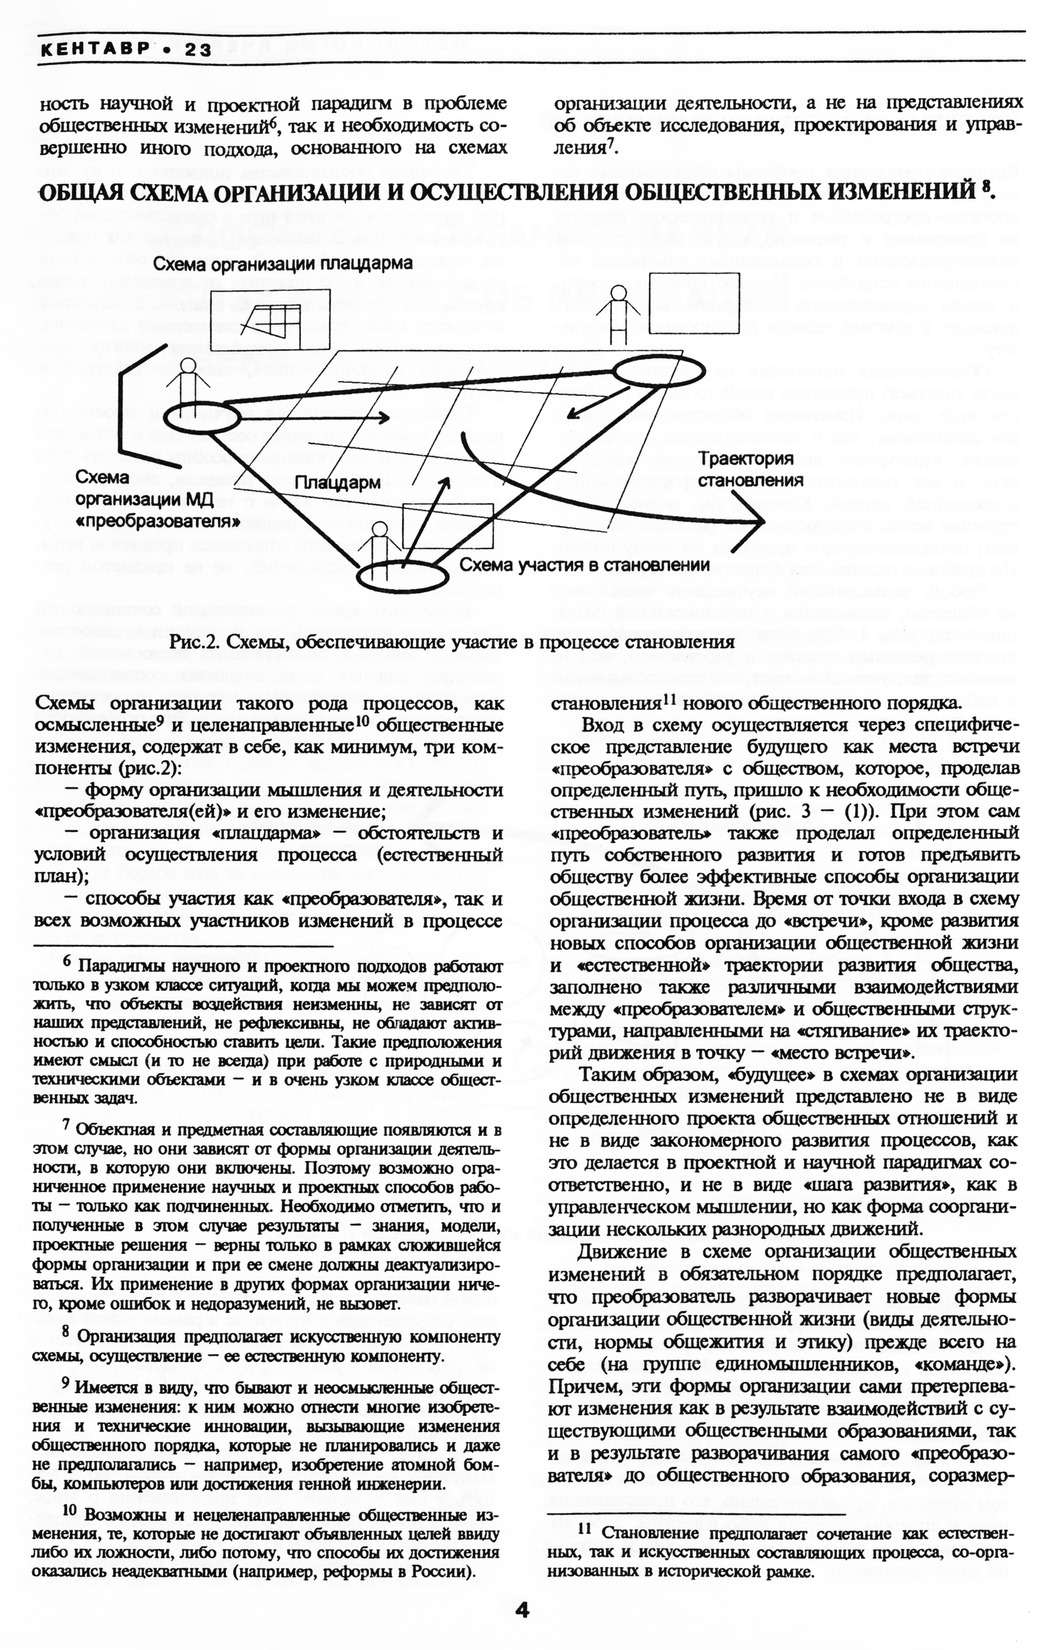 КЕНТАВР • 23
ность научной и проектной парадигм в проблеме
общественных изменений⁶, так и необходимость со-
вершенно иного подхода, основанного на схемах
организации деятельности, а не на представлениях
об объекте исследования, проектирования и управ-
ления⁷.
ОБЩАЯ СХЕМА ОРГАНИЗАЦИИ И ОСУЩЕСТВЛЕНИЯ ОБЩЕСТВЕННЫХ ИЗМЕНЕНИЙ ⁸.
Схема организации плацдарма
Схема
организации МД
«преобразователя»
Плацдарм
Траектория
становления
Схема участия в становлении
Рис.2. Схемы, обеспечивающие участие в процессе становления
Схемы организации такого рода процессов, как
осмысленные⁹ и целенаправленные¹⁰ общественные
изменения, содержат в себе, как минимум, три ком-
поненты (рис.2):
— форму организации мышления и деятельности
«преобразователя(ей)» и его изменение;
— организация «плацдарма» — обстоятельств и
условий осуществления процесса (естественный
план);
— способы участия как «преобразователя», так и
всех возможных участников изменений в процессе
⁶ Парадигмы научного и проектного подходов работают
только в узком классе ситуаций, когда мы можем предполо-
жить, что объекты воздействия неизменны, не зависят от
наших представлений, не рефлексивны, не обладают актив-
ностью и способностью ставить цели. Такие предположения
имеют смысл (и то не всегда) при работе с природными и
техническими объектами — и в очень узком классе общест-
венных задач.
⁷ Объектная и предметная составляющие появляются и в
этом случае, но они зависят от формы организации деятель-
ности, в которую они включены. Поэтому возможно огра-
ниченное применение научных и проектных способов рабо-
ты — только как подчиненных. Необходимо отметить, что и
полученные в этом случае результаты — знания, модели,
проектные решения — верны только в рамках сложившейся
формы организации и при ее смене должны деактуализиро-
ваться. Их применение в других формах организации ниче-
го, кроме ошибок и недоразумений, не вызовет.
⁸ Организация предполагает искусственную компоненту
схемы, осуществление — ее естественную компоненту.
⁹ Имеется в виду, что бывают и неосмысленные общест-
венные изменения: к ним можно отнести многие изобрете-
ния и технические инновации, вызывающие изменения
общественного порядка, которые не планировались и даже
не предполагались — например, изобретение атомной бом-
бы, компьютеров или достижения генной инженерии.
¹⁰ Возможны и нецеленаправленные общественные из-
менения, те, которые не достигают объявленных целей ввиду
либо их ложности, либо потому, что способы их достижения
оказались неадекватными (например, реформы в России).
становления¹¹ нового общественного порядка.
Вход в схему осуществляется через специфиче-
ское представление будущего как места встречи
«преобразователя» с обществом, которое, проделав
определенный путь, пришло к необходимости обще-
ственных изменений (рис. 3 — (1)). При этом сам
«преобразователь» также проделал определенный
путь собственного развития и готов предъявить
обществу более эффективные способы организации
общественной жизни. Время от точки входа в схему
организации процесса до «встречи», кроме развития
новых способов организации общественной жизни
и «естественной» траектории развития общества,
заполнено также различными взаимодействиями
между «преобразователем» и общественными струк-
турами, направленными на «стягивание» их траекто-
рий движения в точку — «место встречи».
Таким образом, «будущее» в схемах организации
общественных изменений представлено не в виде
определенного проекта общественных отношений и
не в виде закономерного развития процессов, как
это делается в проектной и научной парадигмах со-
ответственно, и не в виде «шага развития», как в
управленческом мышлении, но как форма сооргани-
зации нескольких разнородных движений.
Движение в схеме организации общественных
изменений в обязательном порядке предполагает,
что преобразователь разворачивает новые формы
организации общественной жизни (виды деятельно-
сти, нормы общежития и этику) прежде всего на
себе (на группе единомышленников, «команде»).
Причем, эти формы организации сами претерпева-
ют изменения как в результате взаимодействий с су-
ществующими общественными образованиями, так
и в результате разворачивания самого «преобразо-
вателя» до общественного образования, соразмер-
¹¹ Становление предполагает сочетание как естествен-
ных, так и искусственных составляющих процесса, со-орга-
низованных в исторической рамке.
4